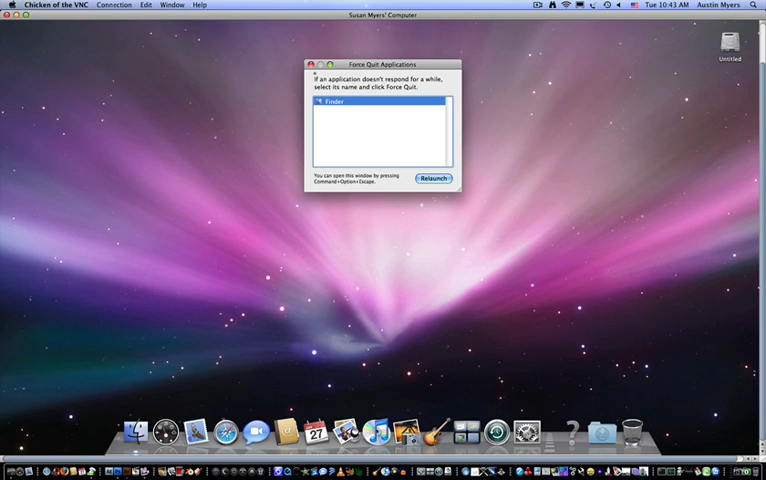 Chicken of the VNC Connection Edit Window Help Tue 10:43 AM Austin Myers
Susan Myers' Computer
Untitled
Force Quit Applications
If an application doesn't respond for a while,
select its name and click Force Quit.
Finder
You can open this window by pressing
Command+Option+Escape.
Relaunch
27